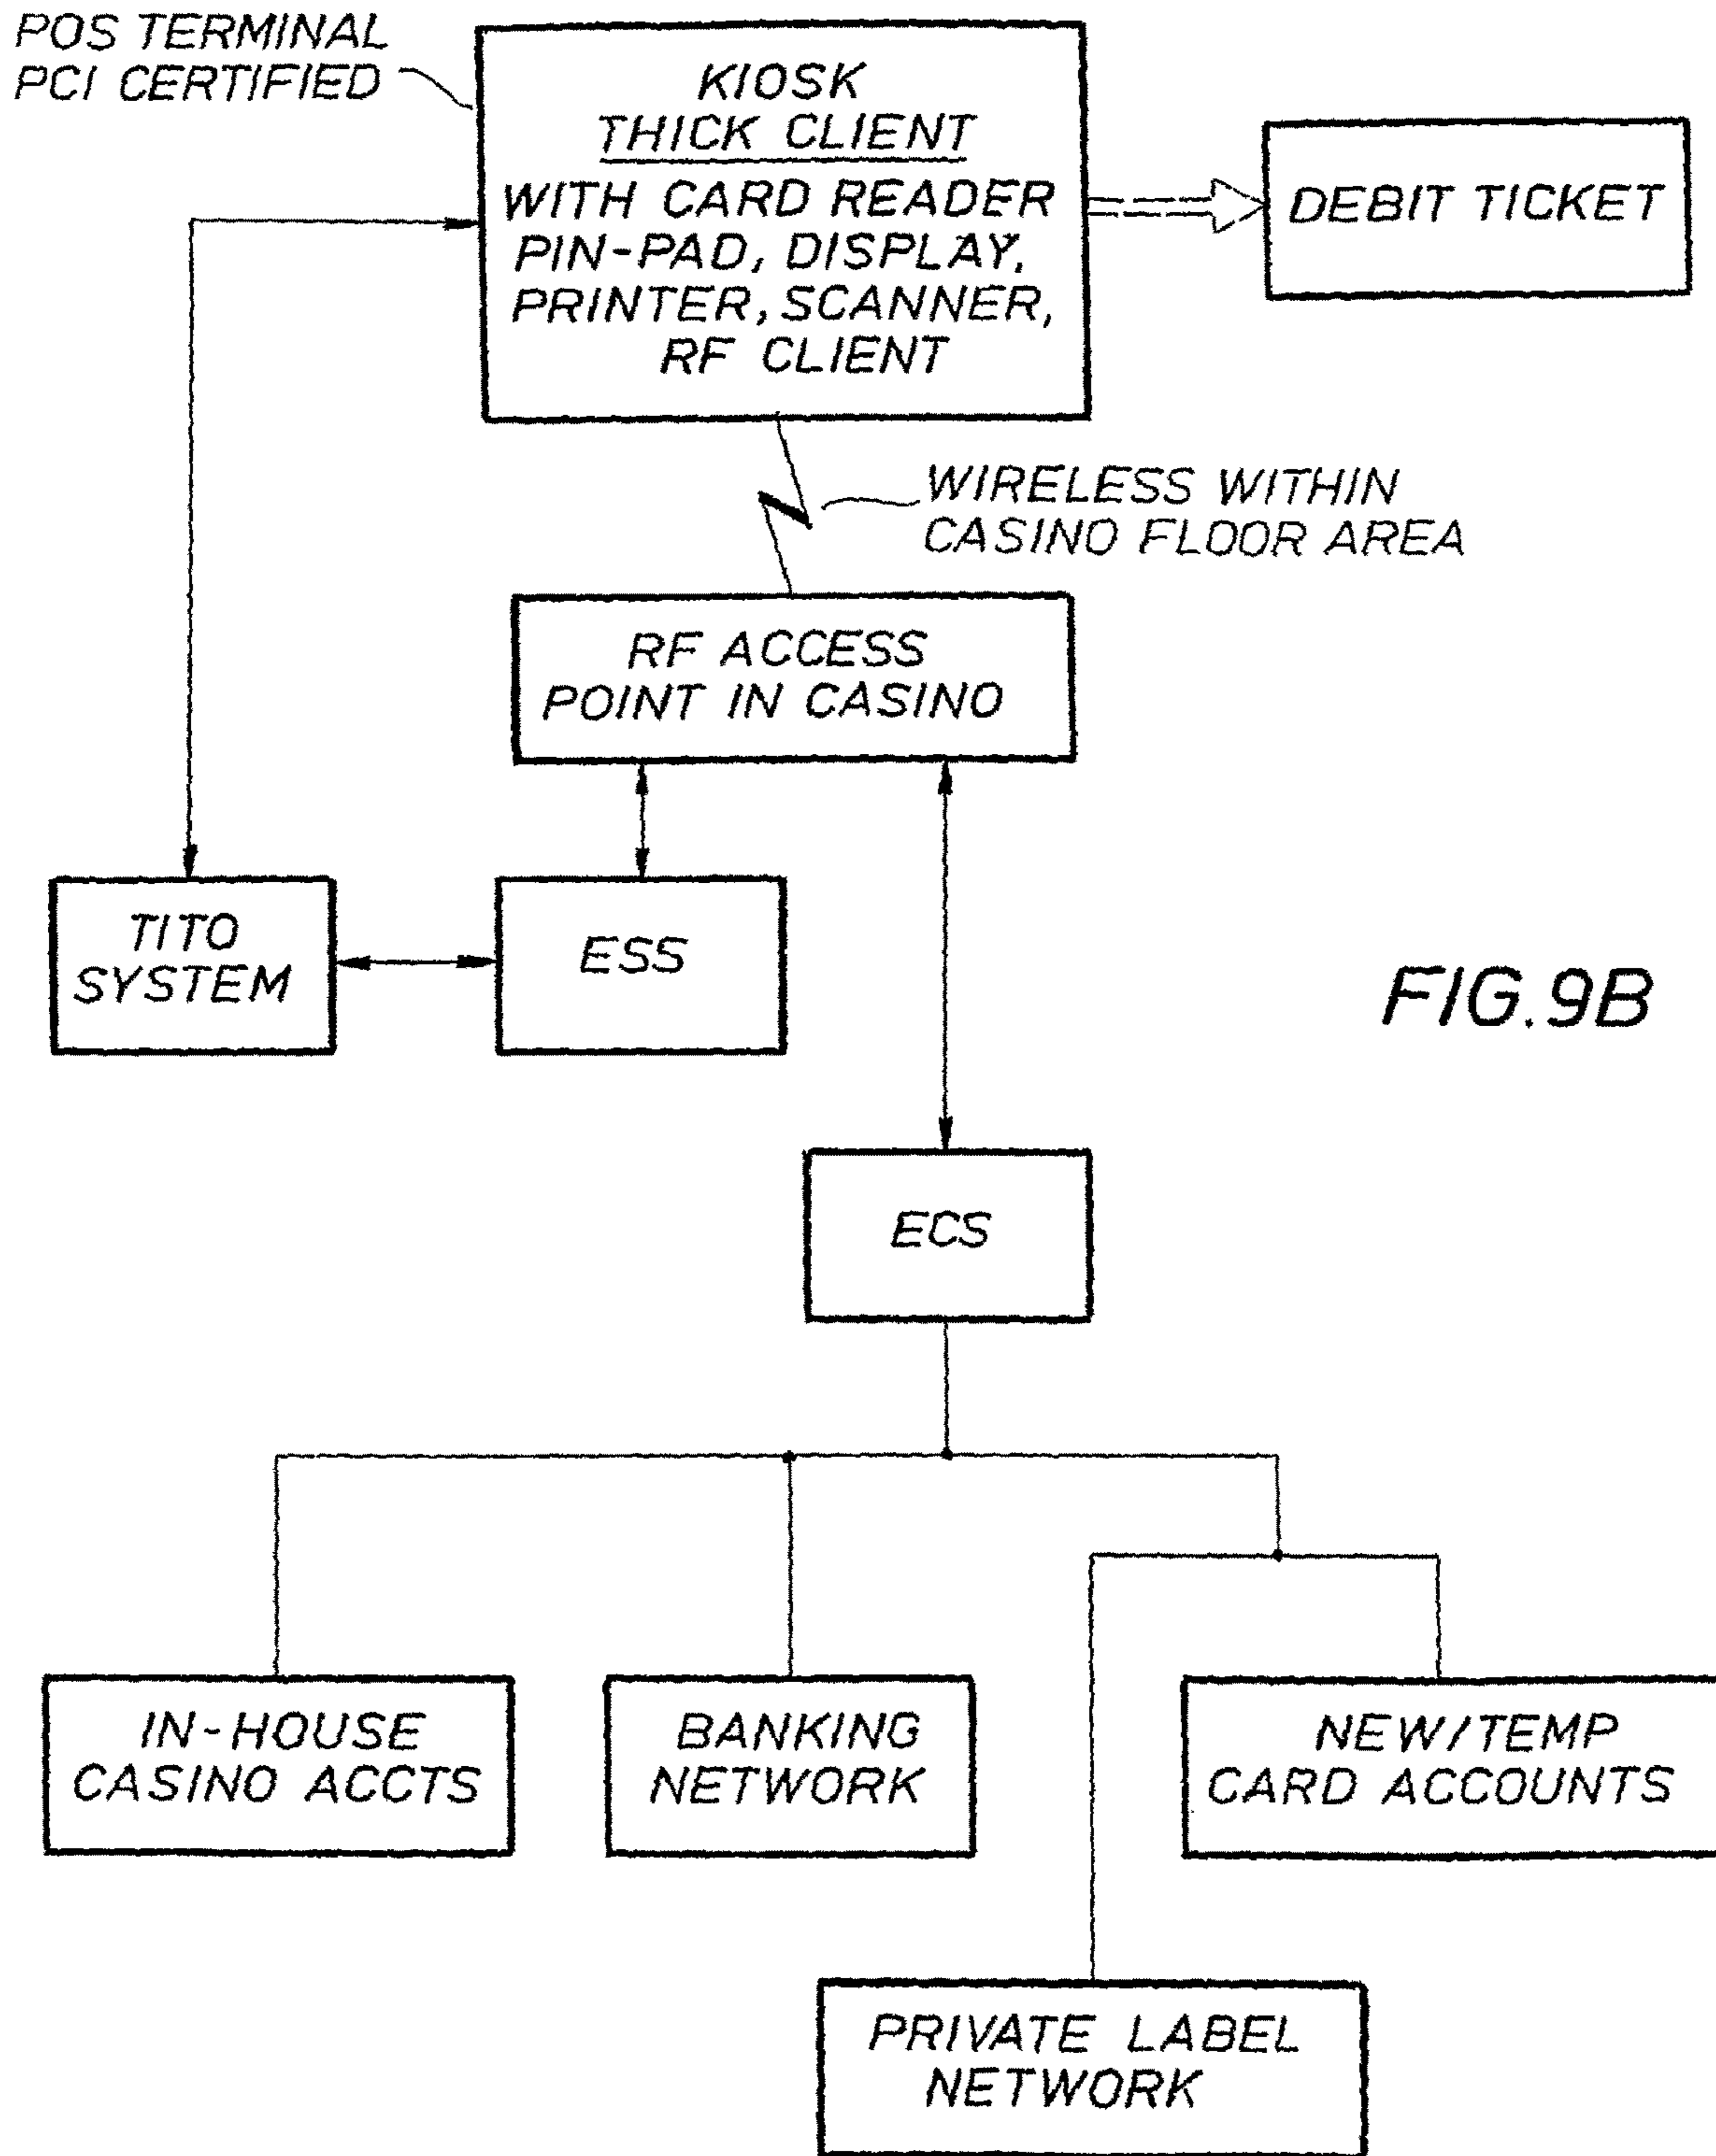 POS TERMINAL
PCI CERTIFIED
KIOSK
THICK CLIENT
WITH CARD READER
PIN-PAD, DISPLAY,
PRINTER, SCANNER,
RF CLIENT
DEBIT TICKET
WIRELESS WITHIN
CASINO FLOOR AREA
RF ACCESS
POINT IN CASINO
TITO
SYSTEM
ESS
FIG. 9B
ECS
IN-HOUSE
CASINO ACCTS
BANKING
NETWORK
NEW/TEMP
CARD ACCOUNTS
PRIVATE LABEL
NETWORK